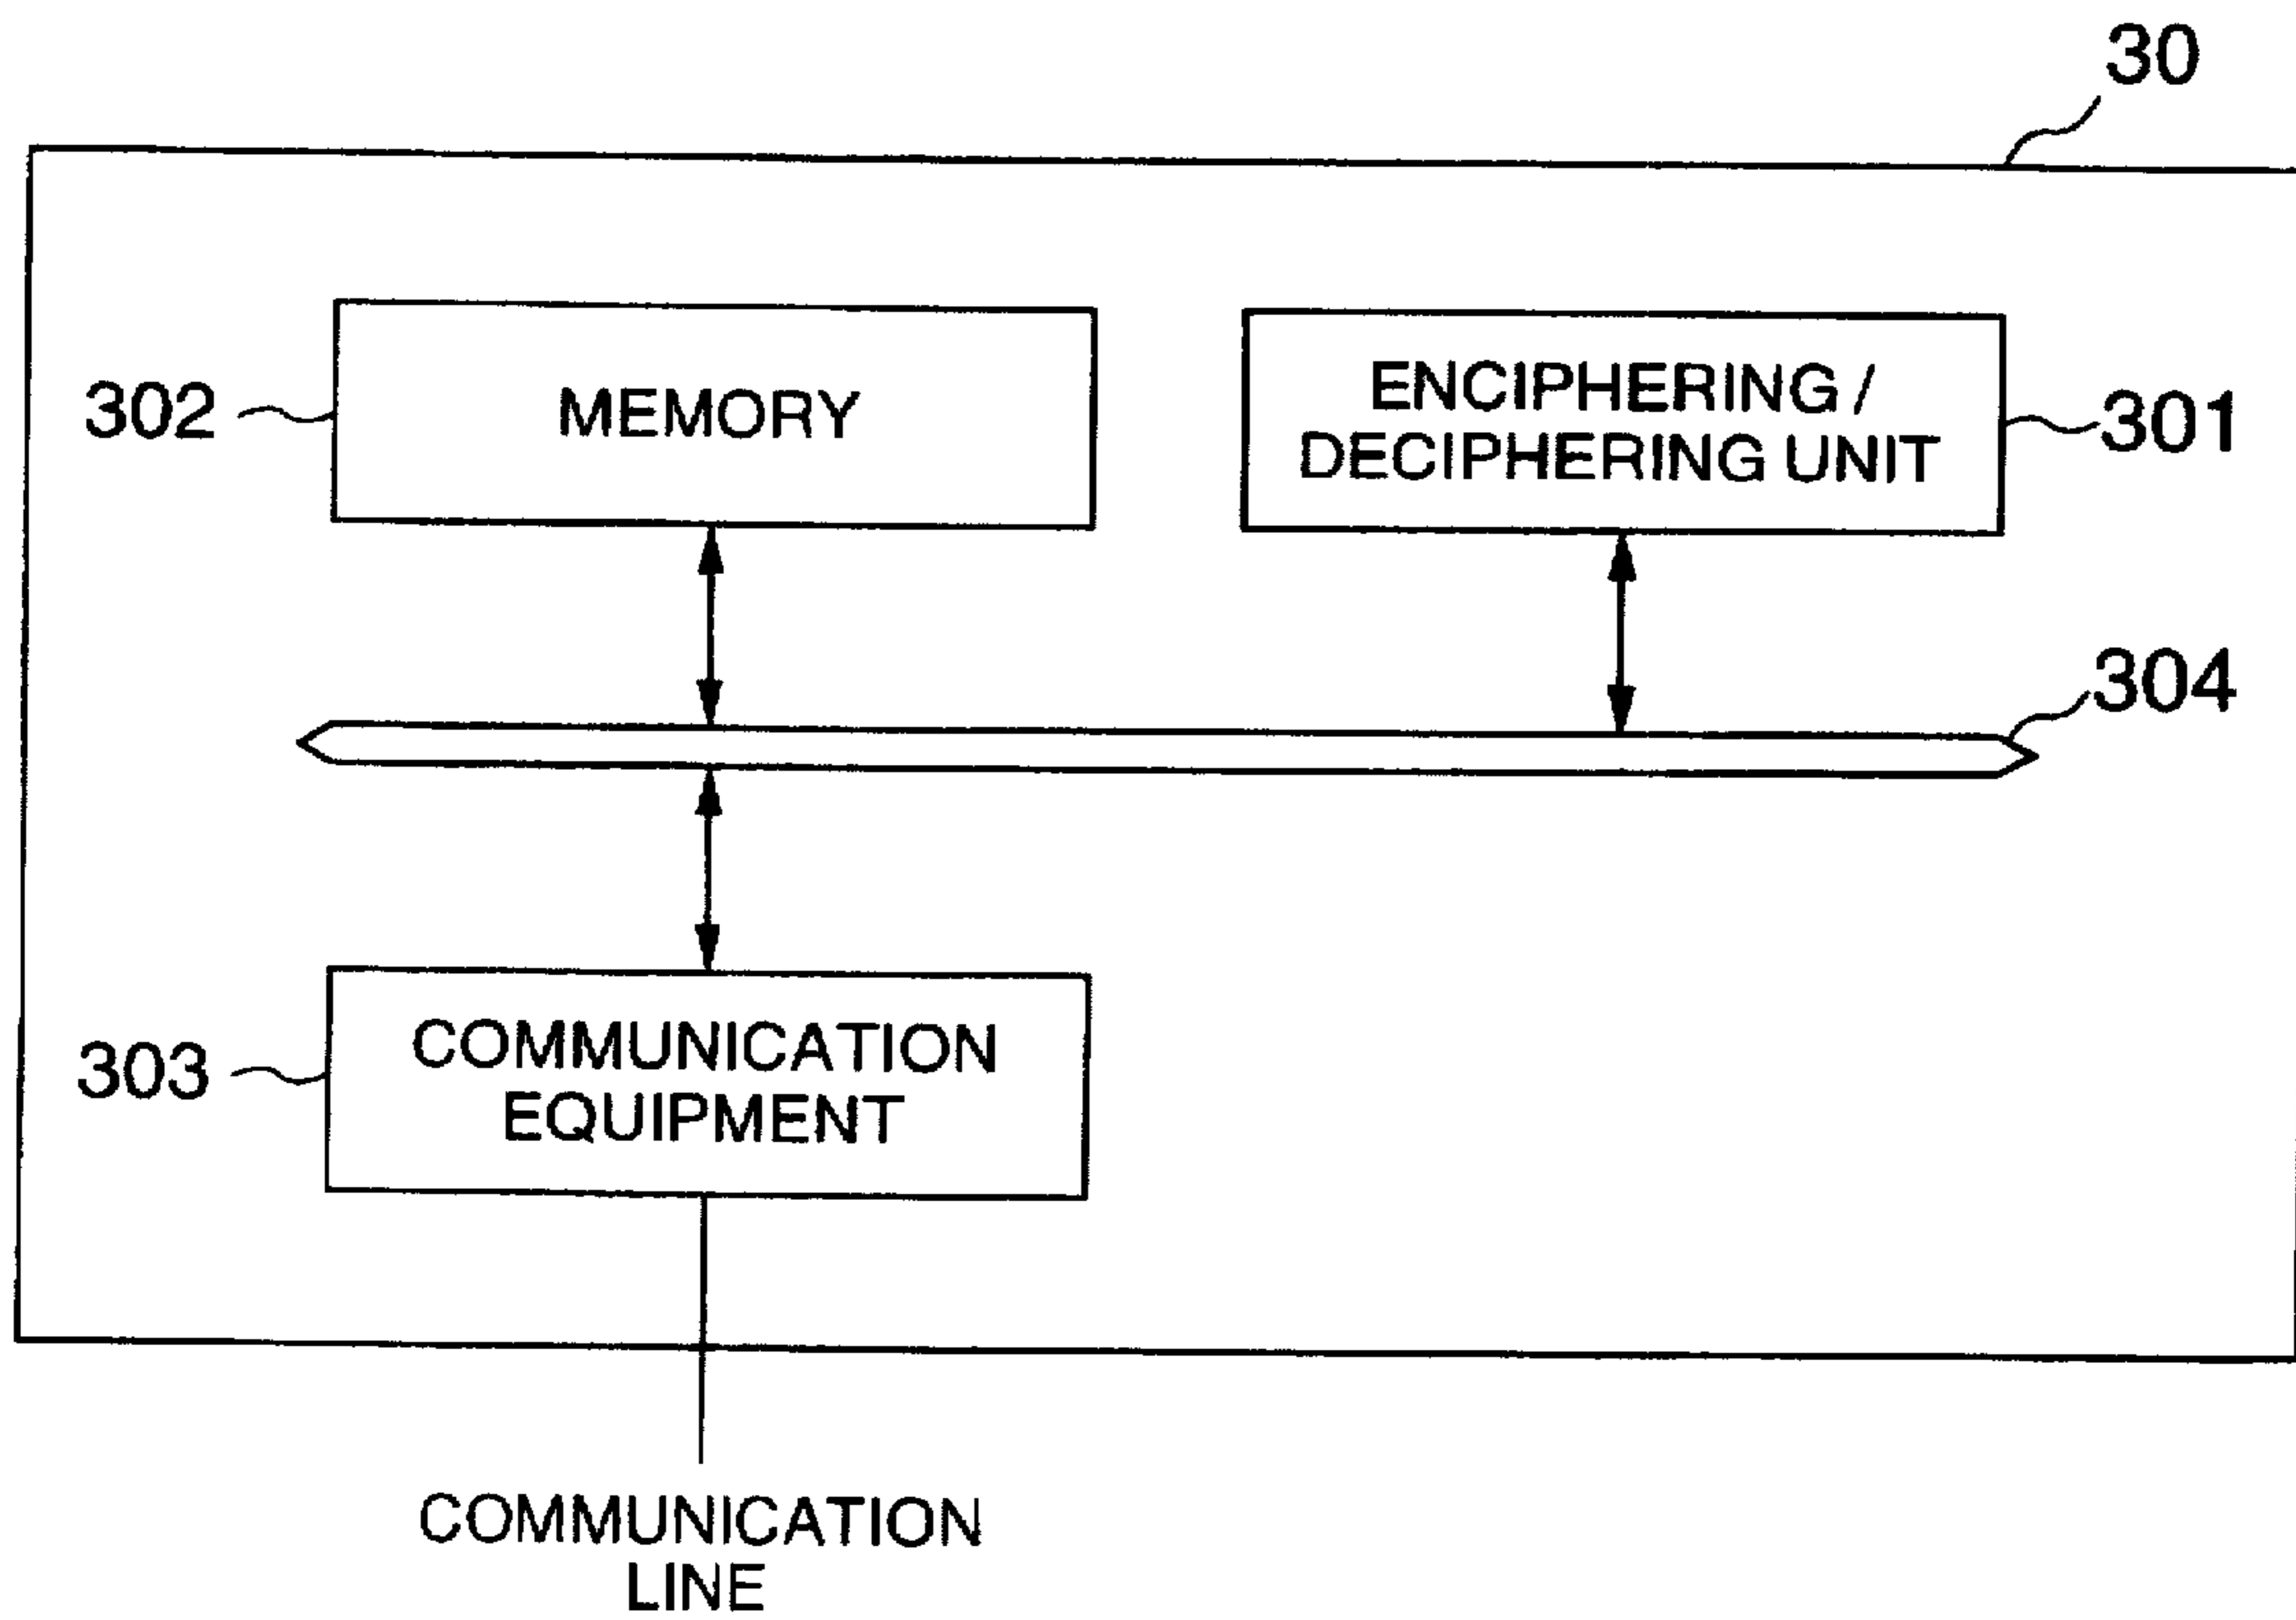 30
302
MEMORY
ENCIPHERING /
DECIPHERING UNIT
301
304
303
COMMUNICATION
EQUIPMENT
COMMUNICATION
LINE